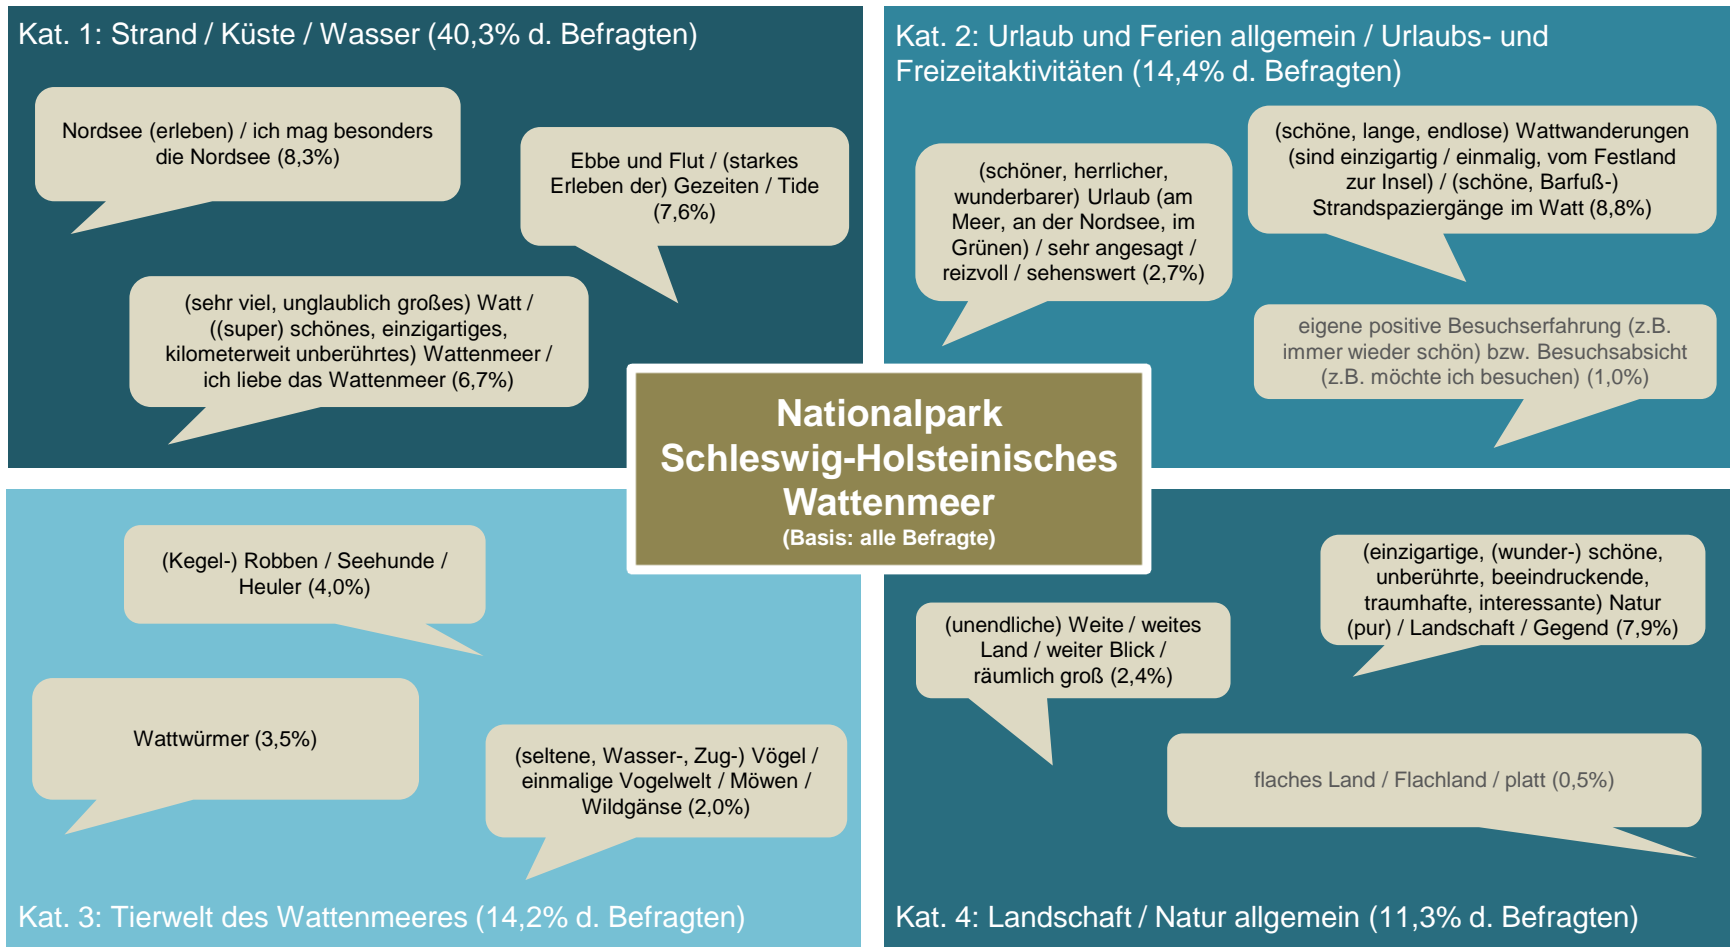 Kat. 1: Strand / Küste / Wasser (40,3% d. Befragten)
Nordsee (erleben) / ich mag besonders
die Nordsee (8,3%)
Ebbe und Flut / (starkes
Erleben der) Gezeiten / Tide
(7,6%)
(sehr viel, unglaublich großes) Watt /
((super) schönes, einzigartiges,
kilometerweit unberührtes) Wattenmeer /
ich liebe das Wattenmeer (6,7%)
Kat. 2: Urlaub und Ferien allgemein / Urlaubs- und
Freizeitaktivitäten (14,4% d. Befragten)
(schöner, herrlicher,
wunderbarer) Urlaub (am
Meer, an der Nordsee, im
Grünen) / sehr angesagt /
reizvoll / sehenswert (2,7%)
(schöne, lange, endlose) Wattwanderungen
(sind einzigartig / einmalig, vom Festland
zur Insel) / (schöne, Barfuß-)
Strandspaziergänge im Watt (8,8%)
eigene positive Besuchserfahrung (z.B.
immer wieder schön) bzw. Besuchsabsicht
(z.B. möchte ich besuchen) (1,0%)
Nationalpark
Schleswig-Holsteinisches
Wattenmeer
(Basis: alle Befragte)
(Kegel-) Robben / Seehunde /
Heuler (4,0%)
Wattwürmer (3,5%)
(seltene, Wasser-, Zug-) Vögel /
einmalige Vogelwelt / Möwen /
Wildgänse (2,0%)
Kat. 3: Tierwelt des Wattenmeeres (14,2% d. Befragten)
(einzigartige, (wunder-) schöne,
unberührte, beeindruckende,
traumhafte, interessante) Natur
(pur) / Landschaft / Gegend (7,9%)
(unendliche) Weite / weites
Land / weiter Blick /
räumlich groß (2,4%)
flaches Land / Flachland / platt (0,5%)
Kat. 4: Landschaft / Natur allgemein (11,3% d. Befragten)